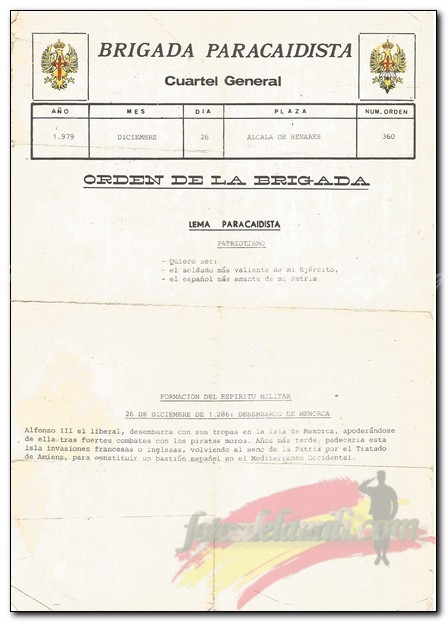 BRIGADA PARACAIDISTA
Cuartel General
AÑO MES DIA PLAZA NUM. ORDEN
1.979 DICIEMBRE 26 ALCALA DE HENARES 360
ORDEN DE LA BRIGADA
LEMA PARACAIDISTA
PATRIOTISMO
- Quiero ser:
- el soldado más valiente de mi Ejército,
- el español más amante de mi Patria
FORMACION DEL ESPIRITU MILITAR
26 DE DICIEMBRE DE 1.286: DESEMBARCO DE MENORCA
Alfonso III el liberal, desembarca con sus tropas en la Isla de Menorca, apoderándose
de ella tras fuertes combates con los piratas moros. Años más tarde, padecería esta
isla invasiones francesas o inglesas, volviendo al seno de la Patria por el Tratado
de Amiens, para constituir un bastión español en el Mediterraneo Occidental.
fotosdelamili.com